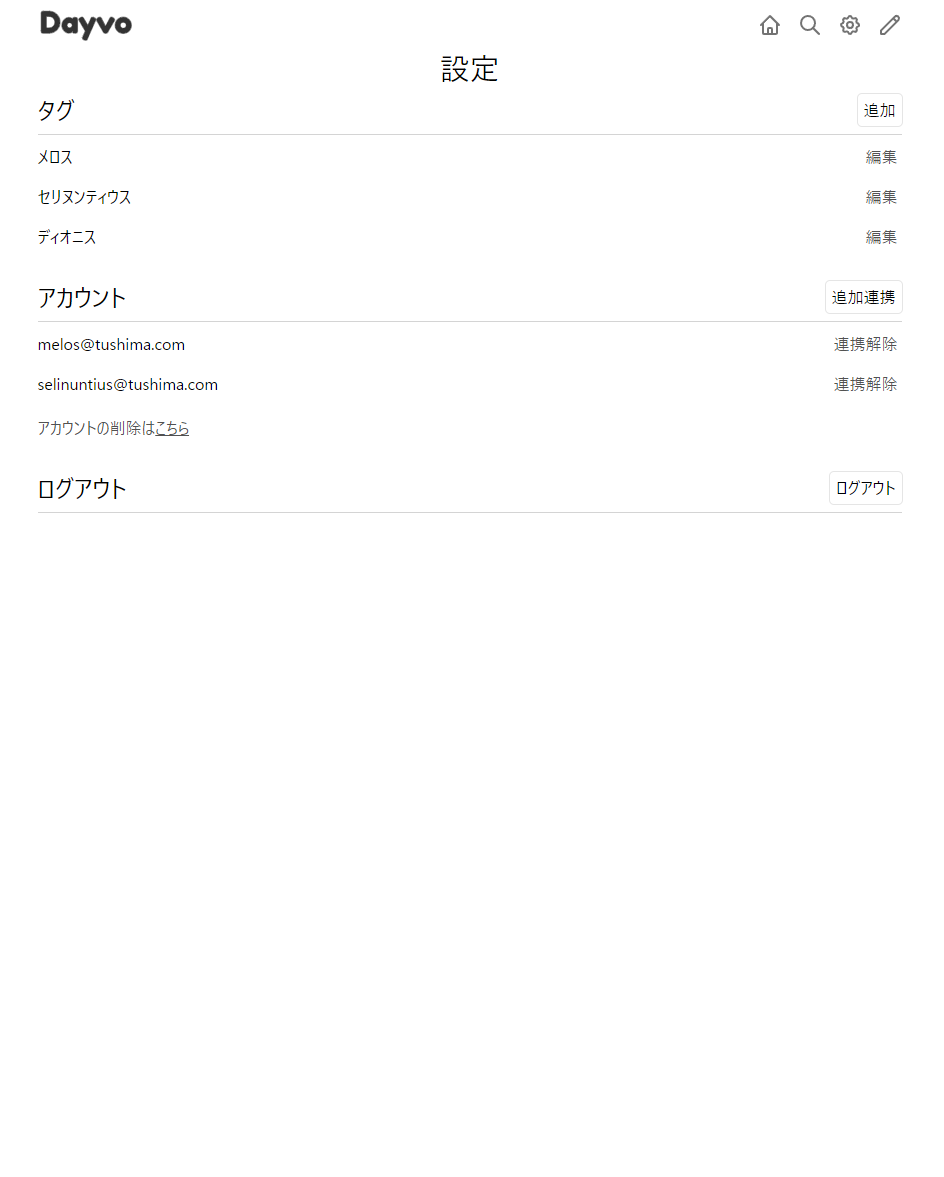 Dayvo
設定
タグ 追加
メロス 編集
セリヌンティウス 編集
ディオニス 編集
アカウント 追加連携
melos@tushima.com 連携解除
selinuntius@tushima.com 連携解除
アカウントの削除はこちら
ログアウト ログアウト